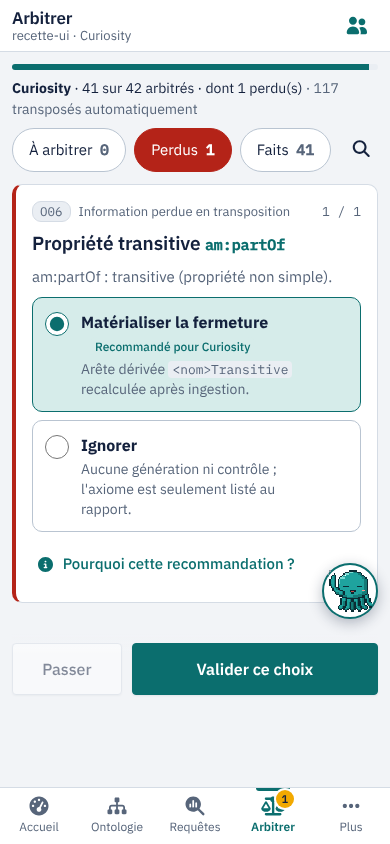 Arbitrer
recette-ui · Curiosity
Curiosity · 41 sur 42 arbitrés · dont 1 perdu(s) · 117
transposés automatiquement
À arbitrer 0
Perdus 1
Faits 41
O06 Information perdue en transposition 1 / 1
Propriété transitive am:partOf
am:partOf : transitive (propriété non simple).
Matérialiser la fermeture
Recommandé pour Curiosity
Arête dérivée <nom>Transitive
recalculée après ingestion.
Ignorer
Aucune génération ni contrôle ;
l'axiome est seulement listé au
rapport.
Pourquoi cette recommandation ?
Passer
Valider ce choix
1
Accueil
Ontologie
Requêtes
Arbitrer
Plus